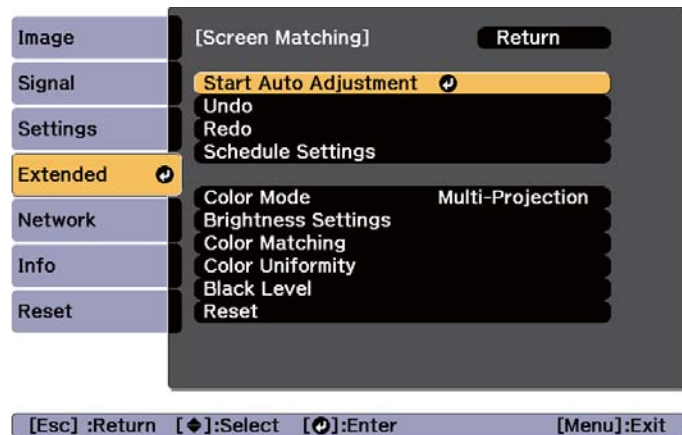 Image
Signal
Settings
Extended
Network
Info
Reset
[Screen Matching] Return
Start Auto Adjustment
Undo
Redo
Schedule Settings
Color Mode Multi-Projection
Brightness Settings
Color Matching
Color Uniformity
Black Level
Reset
[Esc] :Return [◆]:Select [↵]:Enter [Menu]:Exit